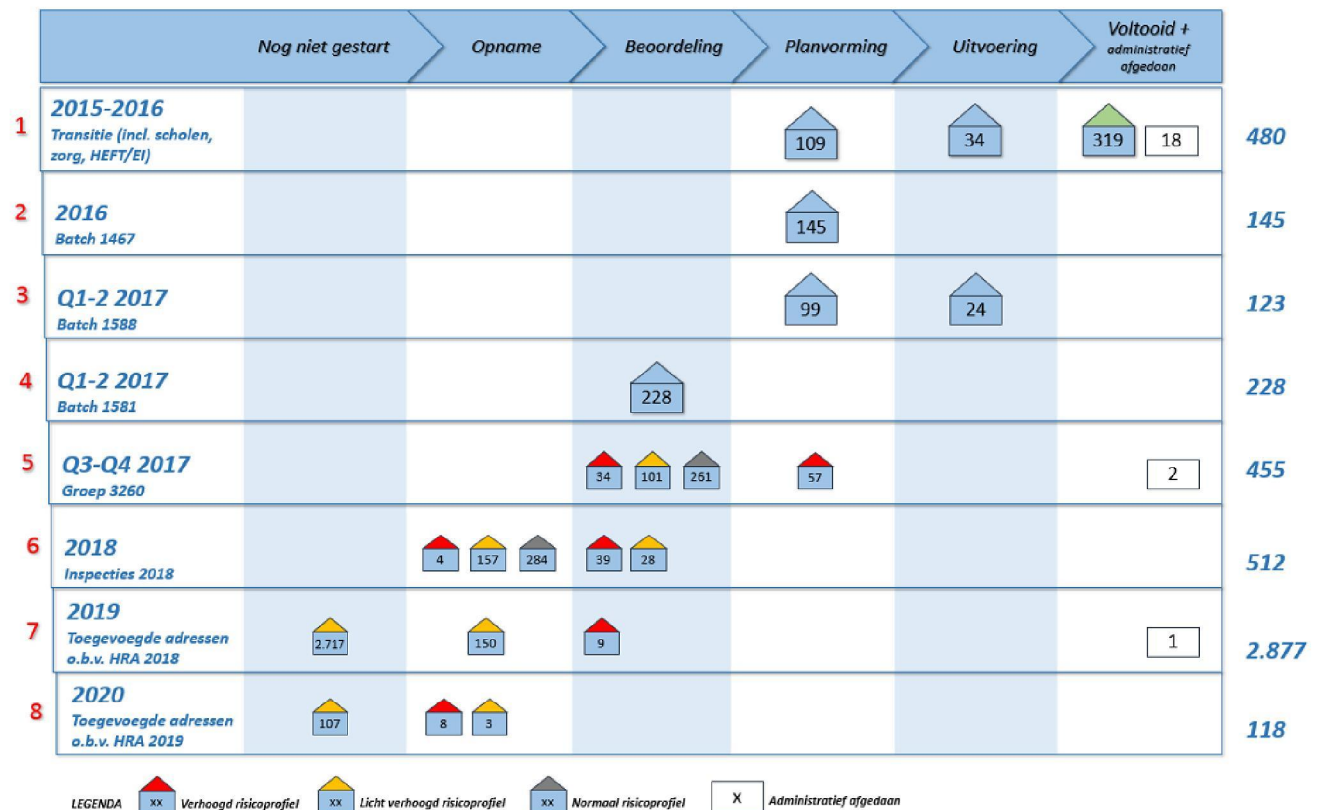 Nog niet gestart
Opname
Beoordeling
Planvorming
Uitvoering
Voltooid +
administratief
afgedaan
1
2015-2016
Transitie (incl. scholen,
zorg, HEFT/EI)
109
34
319
18
480
2
2016
Batch 1467
145
145
3
Q1-2 2017
Batch 1588
99
24
123
4
Q1-2 2017
Batch 1581
228
228
5
Q3-Q4 2017
Groep 3260
34
101
261
57
2
455
6
2018
Inspecties 2018
4
157
284
39
28
512
7
2019
Toegevoegde adressen
o.b.v. HRA 2018
2.717
150
9
1
2.877
8
2020
Toegevoegde adressen
o.b.v. HRA 2019
107
8
3
118
LEGENDA xx Verhoogd risicoprofiel xx Licht verhoogd risicoprofiel xx Normaal risicoprofiel X Administratief afgedaan